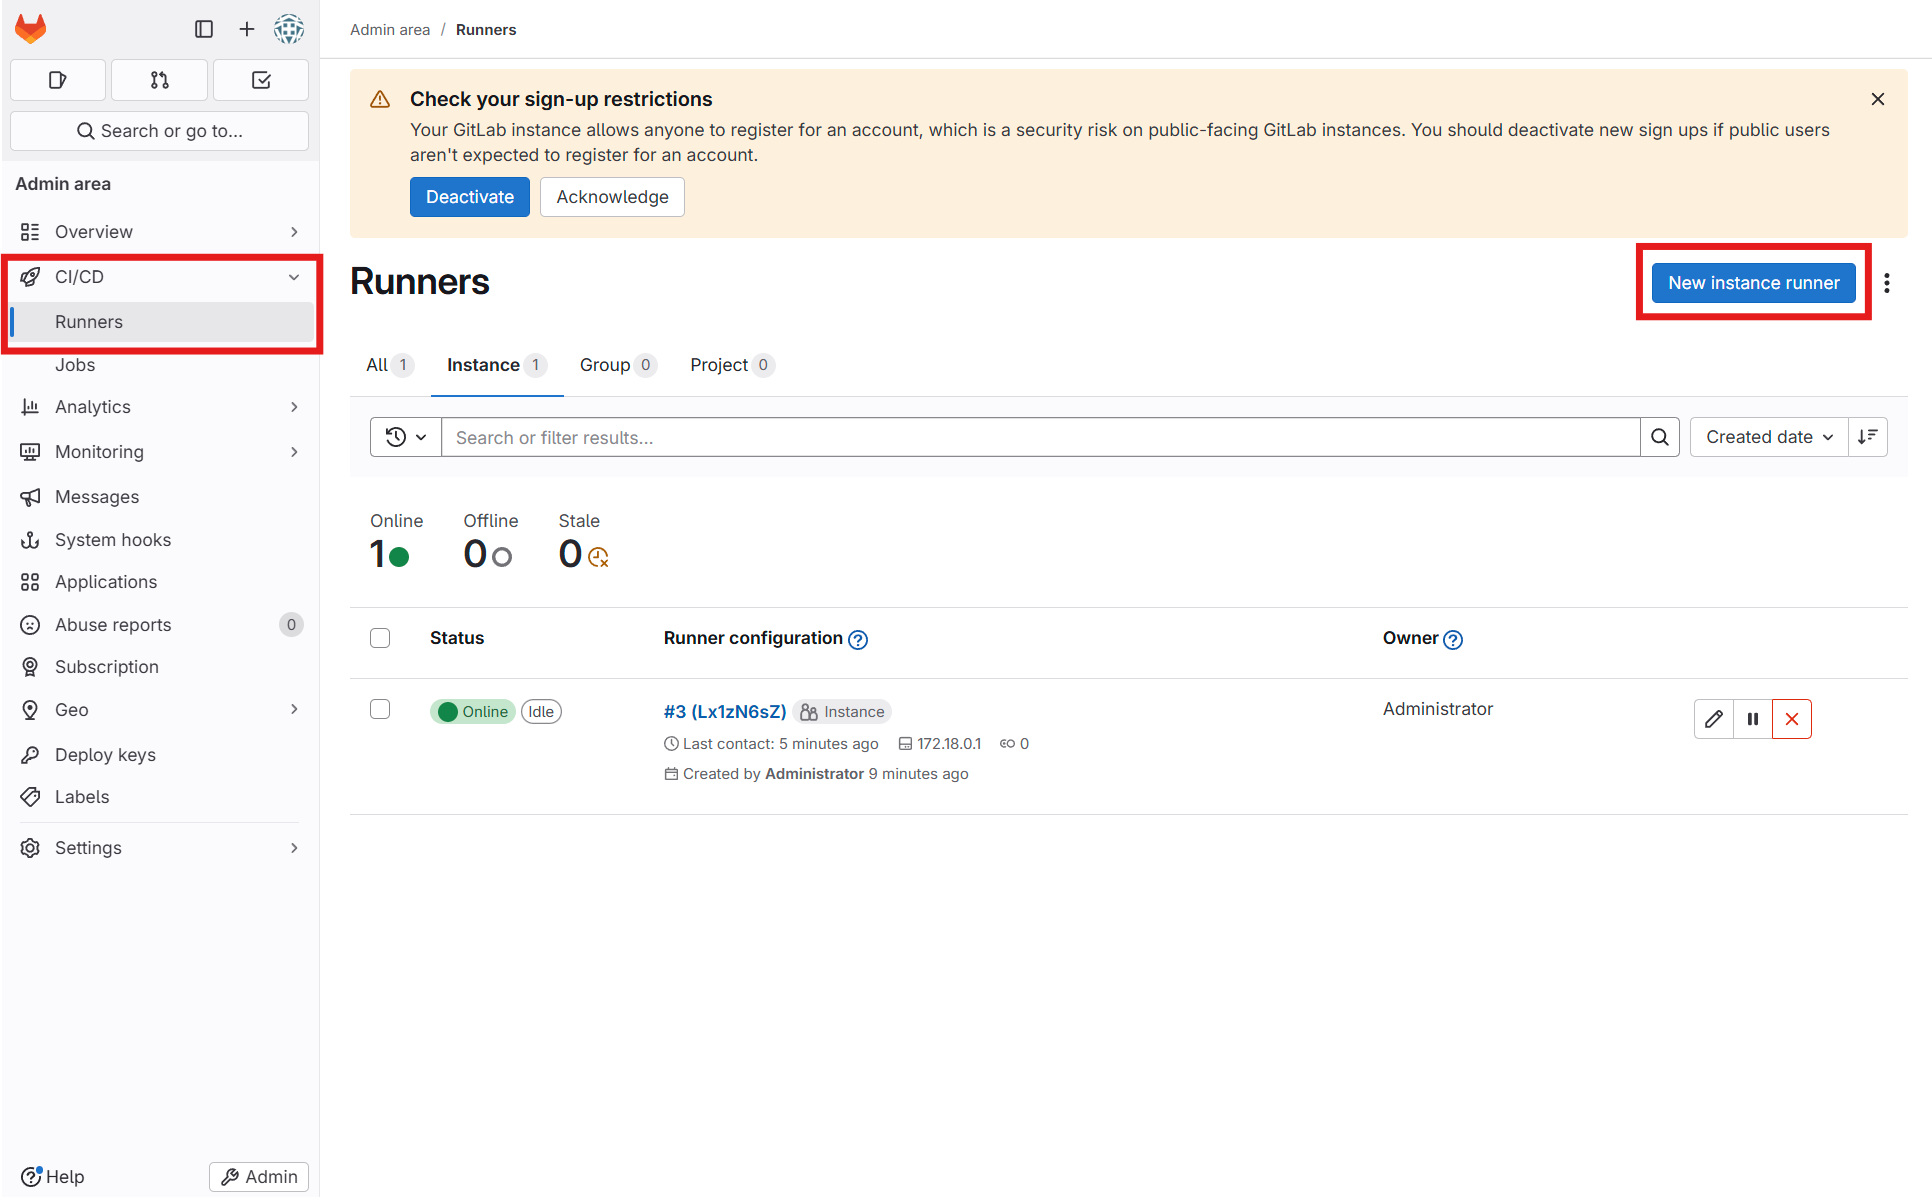 Admin area / Runners
Search or go to...
Admin area
Overview
CI/CD
Runners
Jobs
Analytics
Monitoring
Messages
System hooks
Applications
Abuse reports 0
Subscription
Geo
Deploy keys
Labels
Settings
Help
Admin
Check your sign-up restrictions
Your GitLab instance allows anyone to register for an account, which is a security risk on public-facing GitLab instances. You should deactivate new sign ups if public users
aren't expected to register for an account.
Deactivate Acknowledge
Runners
New instance runner
All 1 Instance 1 Group 0 Project 0
Search or filter results...
Created date
Online Offline Stale
1 0 0
Status Runner configuration Owner
Online Idle #3 (Lx1zN6sZ) Instance Administrator
Last contact: 5 minutes ago 172.18.0.1 0
Created by Administrator 9 minutes ago